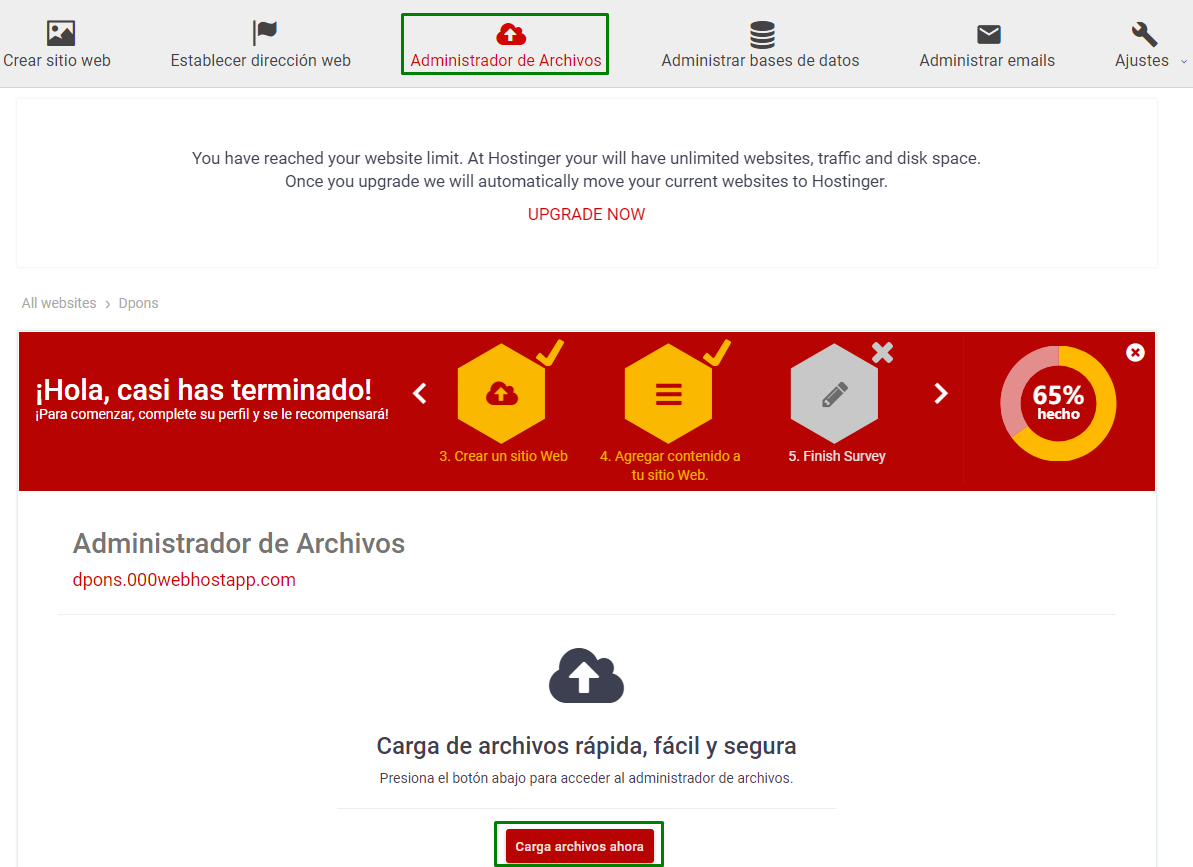 Crear sitio web
Establecer dirección web
Administrador de Archivos
Administrar bases de datos
Administrar emails
Ajustes
You have reached your website limit. At Hostinger your will have unlimited websites, traffic and disk space.
Once you upgrade we will automatically move your current websites to Hostinger.
UPGRADE NOW
All websites › Dpons
¡Hola, casi has terminado!
¡Para comenzar, complete su perfil y se le recompensará!
3. Crear un sitio Web
4. Agregar contenido a
tu sitio Web.
5. Finish Survey
65%
hecho
Administrador de Archivos
dpons.000webhostapp.com
Carga de archivos rápida, fácil y segura
Presiona el botón abajo para acceder al administrador de archivos.
Carga archivos ahora